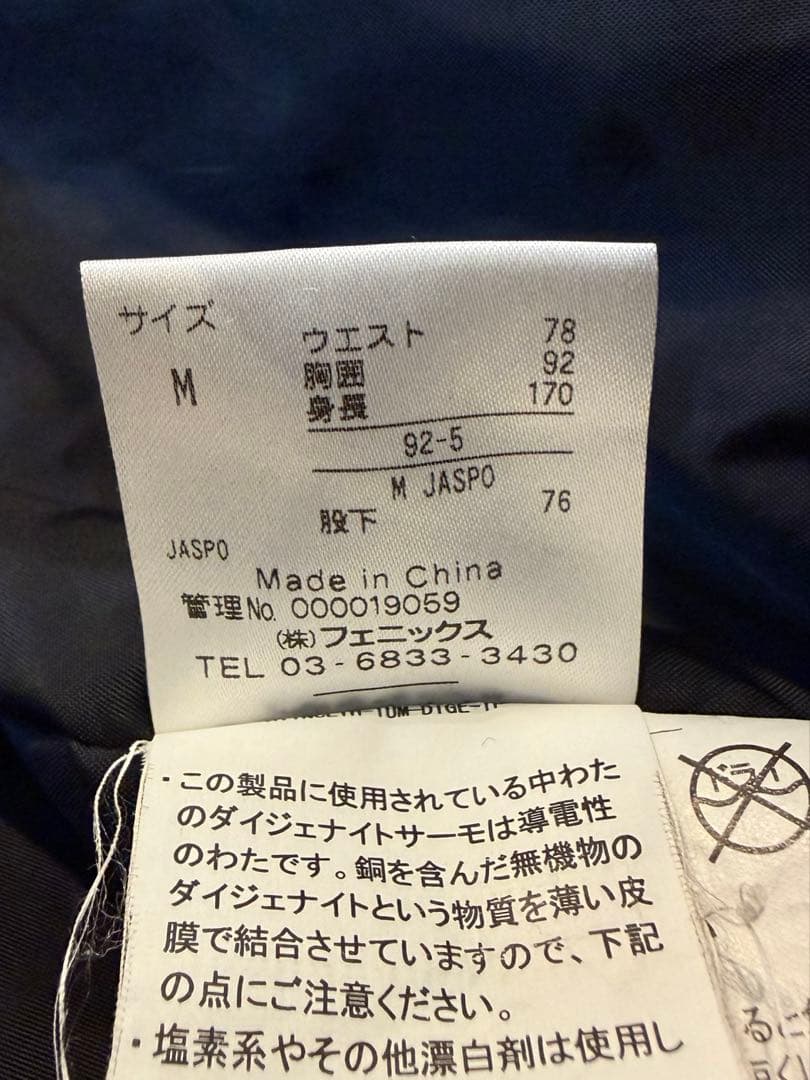 サイズ
M
ウエスト 78
胸囲 92
身長 170
92-5
M JASPO
股下 76
JASPO
Made in China
管理No. 000019059
(株)フェニックス
TEL 03-6833-3430
・この製品に使用されている中わた
のダイジェナイトサーモは導電性
のわたです。銅を含んだ無機物の
ダイジェナイトという物質を薄い皮
膜で結合させていますので、下記
の点にご注意ください。
・塩素系やその他漂白剤は使用し
ドライ